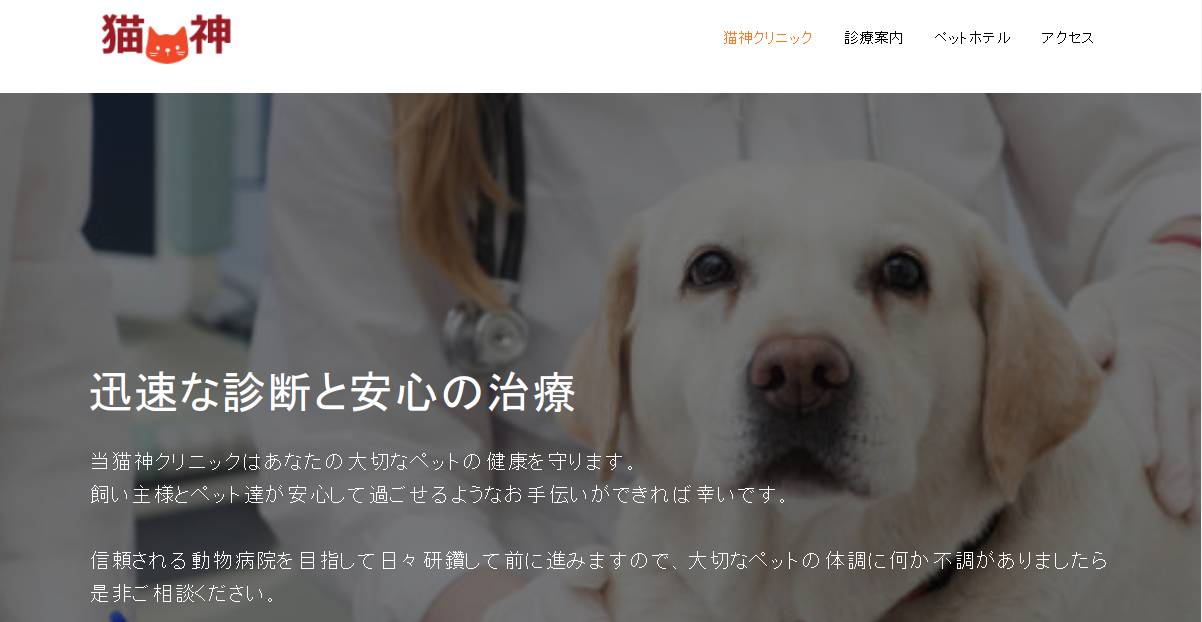 猫神
猫神クリニック 診療案内 ペットホテル アクセス
迅速な診断と安心の治療
当猫神クリニックはあなたの大切なペットの健康を守ります。
飼い主様とペット達が安心して過ごせるようなお手伝いができれば幸いです。
信頼される動物病院を目指して日々研鑽して前に進みますので、大切なペットの体調に何か不調がありましたら
是非ご相談ください。